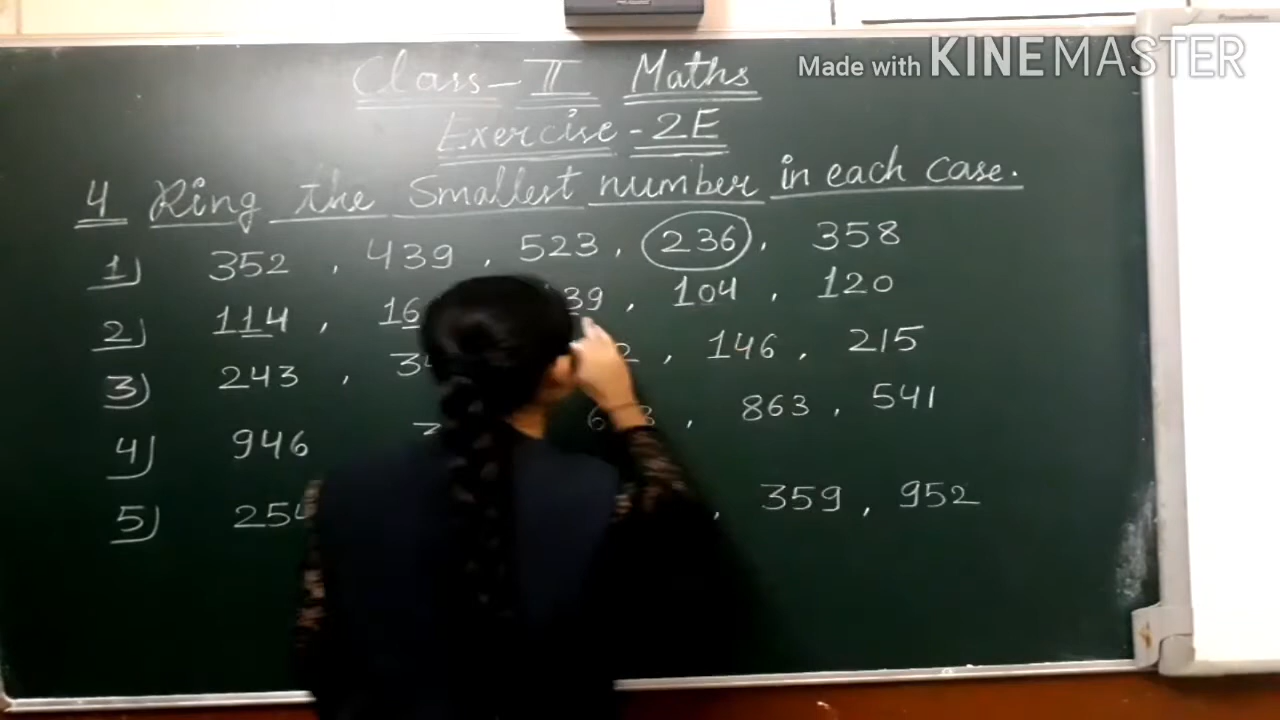 Made with KINEMASTER
Class-II Maths
Exercise-2E
4 Ring the Smallest number in each case.
1) 352 , 439 , 523 , 236 , 358
2) 114 , 139 , 104 , 120
3) 243 , 146 , 215
4) 946 , 863 , 541
5) 359 , 952